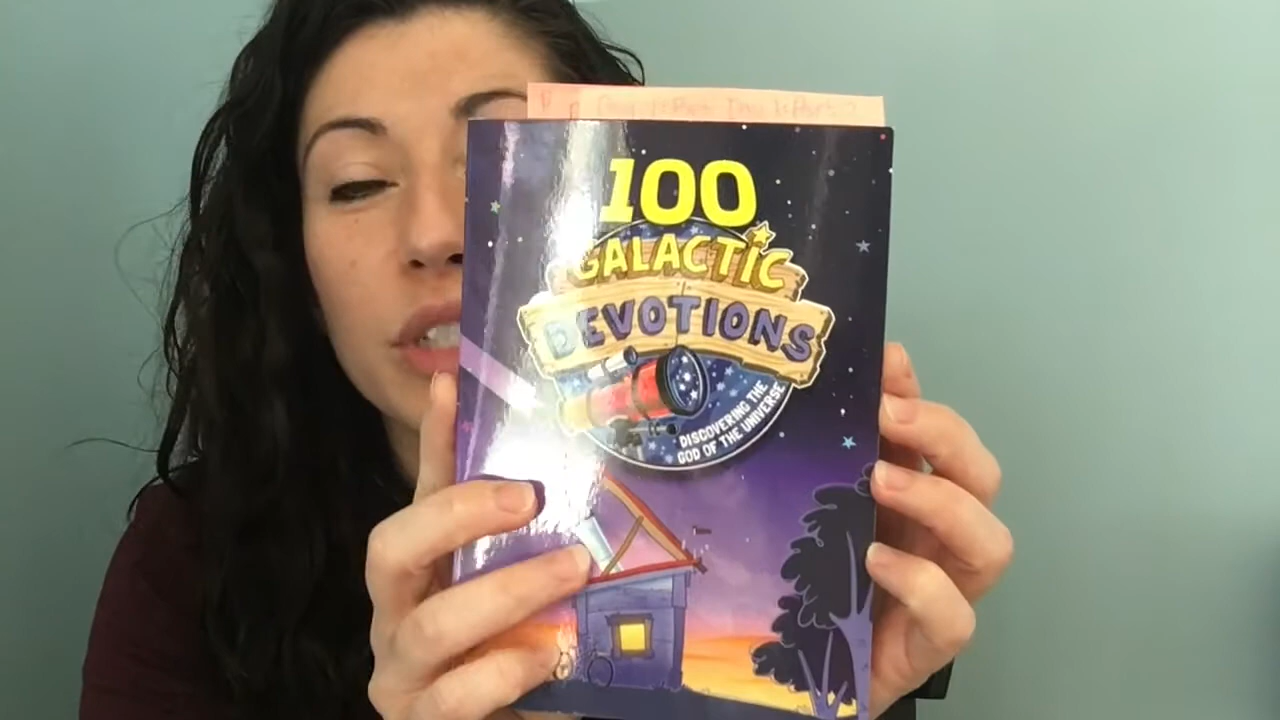 100
GALACTIC
DEVOTIONS
DISCOVERING THE
GOD OF THE UNIVERSE